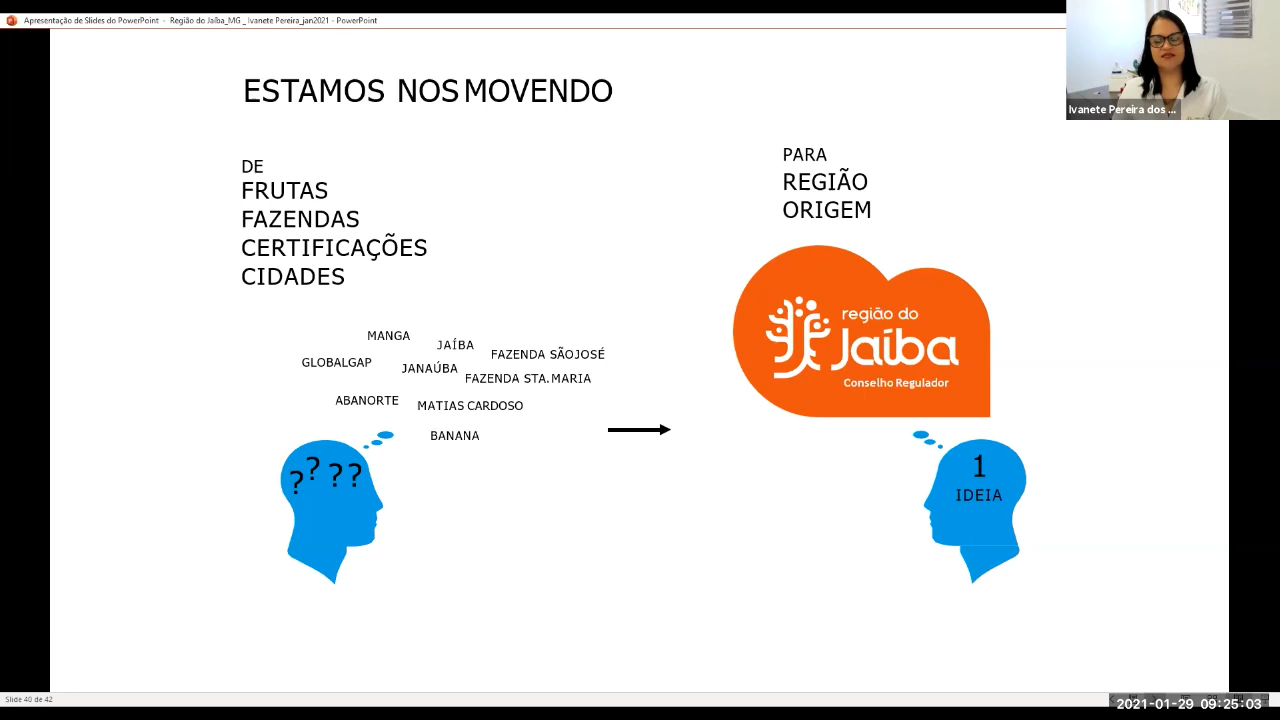 Apresentação de Slides do PowerPoint - Região do Jaíba_MG _ Ivanete Pereira_jan2021 - PowerPoint
Ivanete Pereira dos ...
ESTAMOS NOS MOVENDO
DE
FRUTAS
FAZENDAS
CERTIFICAÇÕES
CIDADES
PARA
REGIÃO
ORIGEM
MANGA
JAÍBA
FAZENDA SÃOJOSÉ
GLOBALGAP
JANAÚBA
FAZENDA STA.MARIA
ABANORTE
MATIAS CARDOSO
BANANA
região do
Jaíba
Conselho Regulador
? ? ? ?
1
IDEIA
Slide 40 de 42
2021-01-29 09:25:03